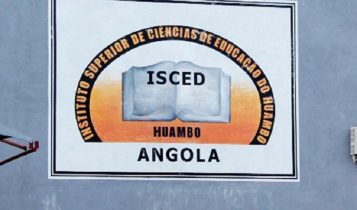 INSTITUTO SUPERIOR DE CIÊNCIAS DE EDUCAÇÃO DO HUAMBO
ISCED
HUAMBO
ANGOLA